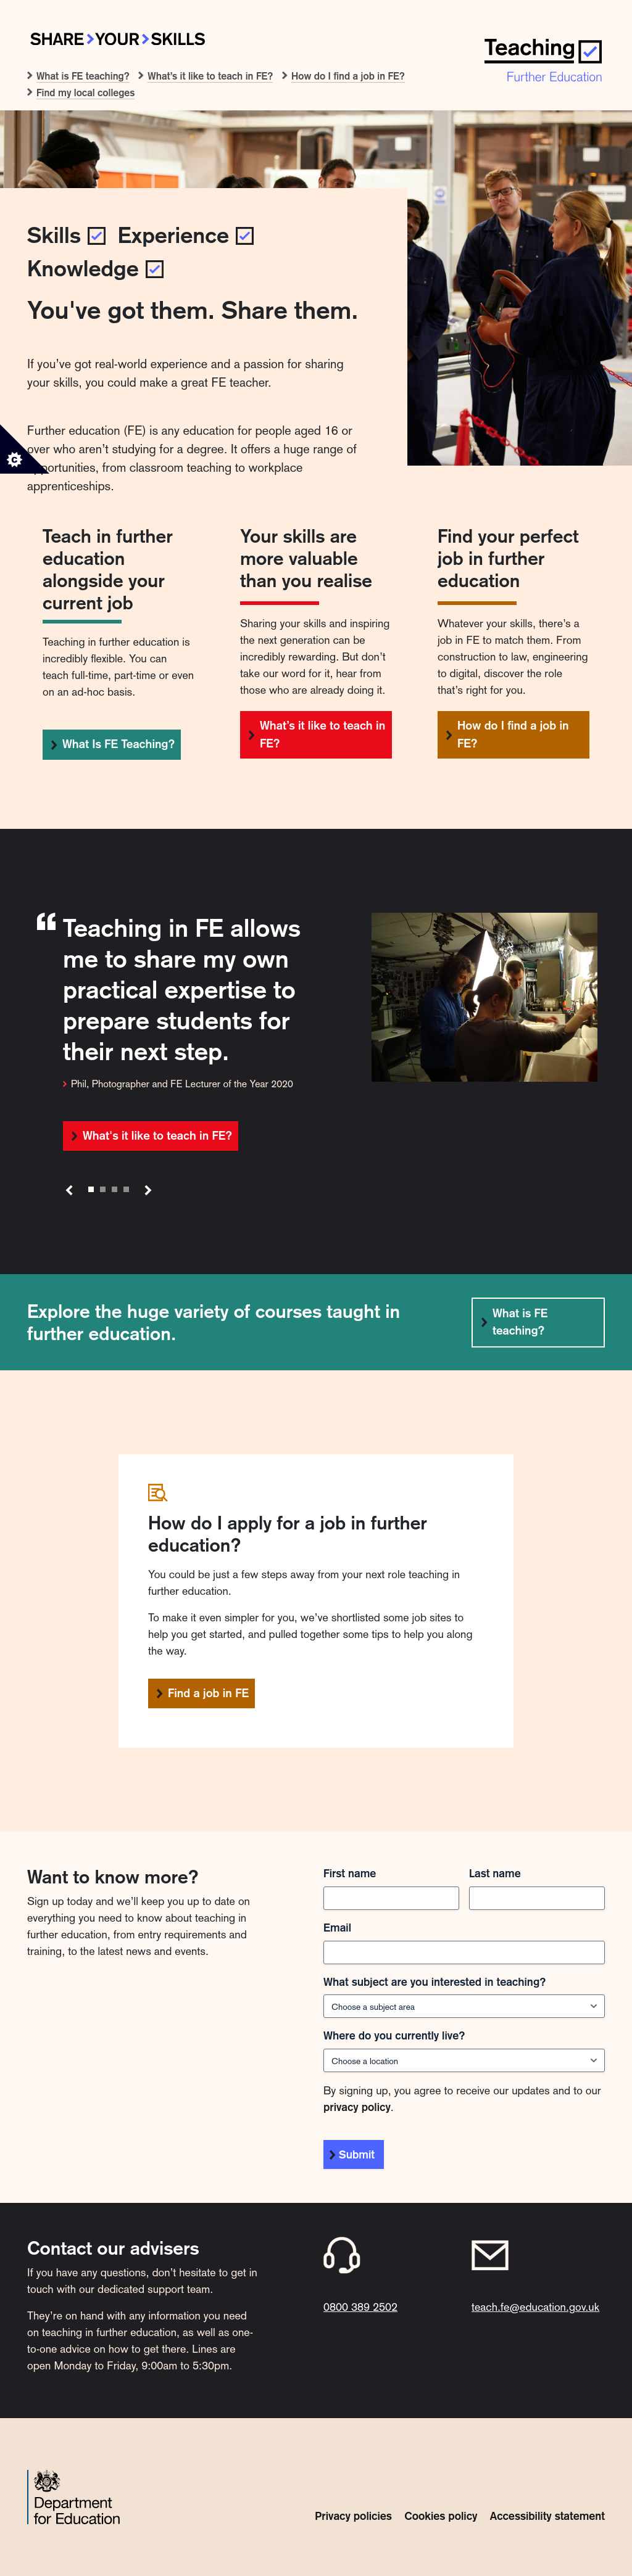 SHARE YOUR SKILLS
Teaching
Further Education
What is FE teaching? What's it like to teach in FE? How do I find a job in FE?
Find my local colleges
Skills Experience
Knowledge
You've got them. Share them.
If you've got real-world experience and a passion for sharing
your skills, you could make a great FE teacher.
Further education (FE) is any education for people aged 16 or
over who aren't studying for a degree. It offers a huge range of
opportunities, from classroom teaching to workplace
apprenticeships.
Teach in further
education
alongside your
current job
Teaching in further education is
incredibly flexible. You can
teach full-time, part-time or even
on an ad-hoc basis.
What Is FE Teaching?
Your skills are
more valuable
than you realise
Sharing your skills and inspiring
the next generation can be
incredibly rewarding. But don't
take our word for it, hear from
those who are already doing it.
What's it like to teach in
FE?
Find your perfect
job in further
education
Whatever your skills, there's a
job in FE to match them. From
construction to law, engineering
to digital, discover the role
that's right for you.
How do I find a job in
FE?
“ Teaching in FE allows
me to share my own
practical expertise to
prepare students for
their next step.
Phil, Photographer and FE Lecturer of the Year 2020
What's it like to teach in FE?
Explore the huge variety of courses taught in
further education.
What is FE
teaching?
How do I apply for a job in further
education?
You could be just a few steps away from your next role teaching in
further education.
To make it even simpler for you, we've shortlisted some job sites to
help you get started, and pulled together some tips to help you along
the way.
Find a job in FE
Want to know more?
Sign up today and we'll keep you up to date on
everything you need to know about teaching in
further education, from entry requirements and
training, to the latest news and events.
First name Last name
Email
What subject are you interested in teaching?
Choose a subject area
Where do you currently live?
Choose a location
By signing up, you agree to receive our updates and to our
privacy policy.
Submit
Contact our advisers
If you have any questions, don't hesitate to get in
touch with our dedicated support team.
They're on hand with any information you need
on teaching in further education, as well as one-
to-one advice on how to get there. Lines are
open Monday to Friday, 9:00am to 5:30pm.
0800 389 2502
teach.fe@education.gov.uk
Department
for Education
Privacy policies Cookies policy Accessibility statement